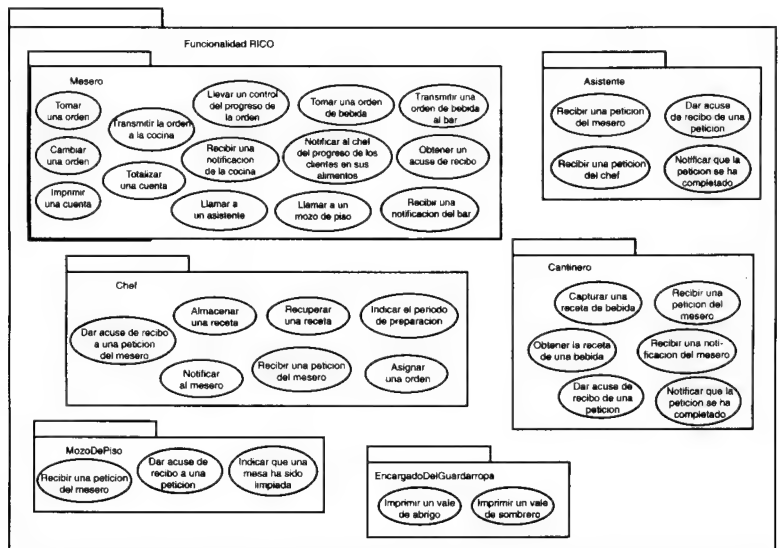 Funcionalidad RICO
Mesero
Tomar
una orden
Cambiar
una orden
Imprimir
una cuenta
Transmitir la orden
a la cocina
Totalizar
una cuenta
Llevar un control
del progreso de
la orden
Recibir una
notificacion
de la cocina
Llamar a
un asistente
Tomar una orden
de bebida
Notificar al chef
del progreso de los
clientes en sus
alimentos
Llamar a un
mozo de piso
Transmitir una
orden de bebida
al bar
Obtener un
acuse de recibo
Recibir una
notificacion del bar
Asistente
Recibir una peticion
del mesero
Dar acuse de
recibo de una
peticion
Recibir una peticion
del chef
Notificar que la
peticion se ha
completado
Chef
Dar acuse de recibo
a una peticion
del mesero
Almacenar
una receta
Recuperar
una receta
Indicar el periodo
de preparacion
Notificar
al mesero
Recibir una peticion
del mesero
Asignar
una orden
Cantinero
Capturar una
receta de bebida
Recibir una
peticion del
mesero
Obtener la receta
de una bebida
Recibir una noti-
ficacion del mesero
Dar acuse de
recibo de una
peticion
Notificar que la
peticion se ha
completado
MozoDePiso
Recibir una peticion
del mesero
Dar acuse de
recibo a una
peticion
Indicar que una
mesa ha sido
limpiada
EncargadoDelGuardarropa
Imprimir un vale
de abrigo
Imprimir un vale
de sombrero